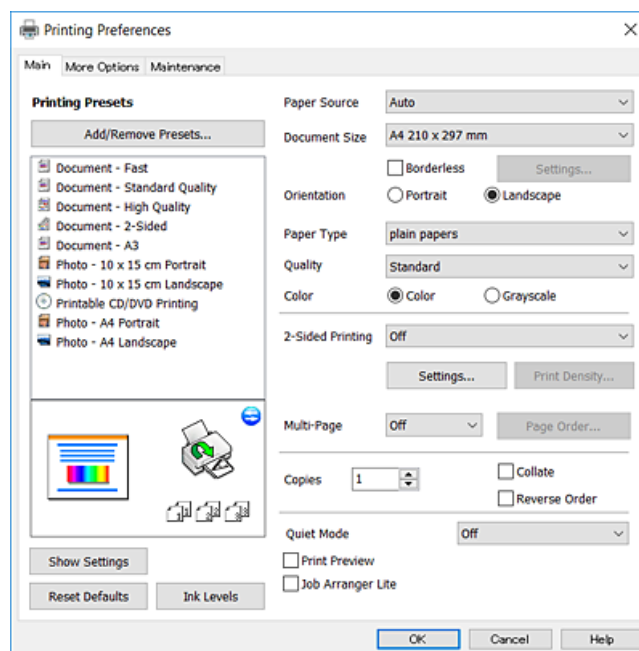 Printing Preferences
Main More Options Maintenance
Printing Presets
Add/Remove Presets...
Document - Fast
Document - Standard Quality
Document - High Quality
Document - 2-Sided
Document - A3
Photo - 10 x 15 cm Portrait
Photo - 10 x 15 cm Landscape
Printable CD/DVD Printing
Photo - A4 Portrait
Photo - A4 Landscape
Show Settings
Reset Defaults Ink Levels
Paper Source Auto
Document Size A4 210 x 297 mm
Borderless Settings...
Orientation Portrait Landscape
Paper Type plain papers
Quality Standard
Color Color Grayscale
2-Sided Printing Off
Settings... Print Density...
Multi-Page Off Page Order...
Copies 1 Collate
Reverse Order
Quiet Mode Off
Print Preview
Job Arranger Lite
OK Cancel Help